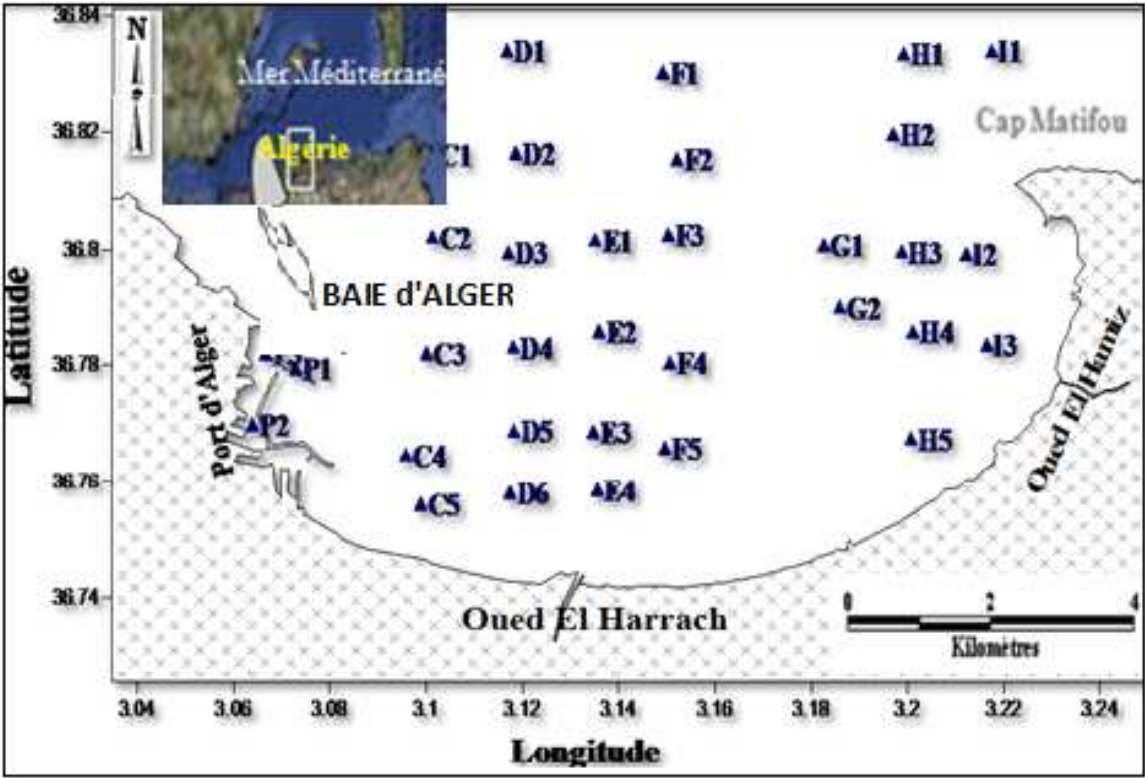 36.84
N
Mer Méditerrané
Algérie
D1
F1
H1
I1
36.82
H2
Cap Matifou
C1
D2
F2
36.8
C2
D3
E1
F3
G1
H3
I2
BAIE d'ALGER
G2
E2
H4
I3
36.78
C3
D4
F4
P1
P2
Port d'Alger
D5
E3
F5
H5
C4
Oued El Hamiz
36.76
C5
D6
E4
36.74
Oued El Harrach
0 2 4
Kilomètres
Latitude
3.04 3.06 3.08 3.1 3.12 3.14 3.16 3.18 3.2 3.22 3.24
Longitude